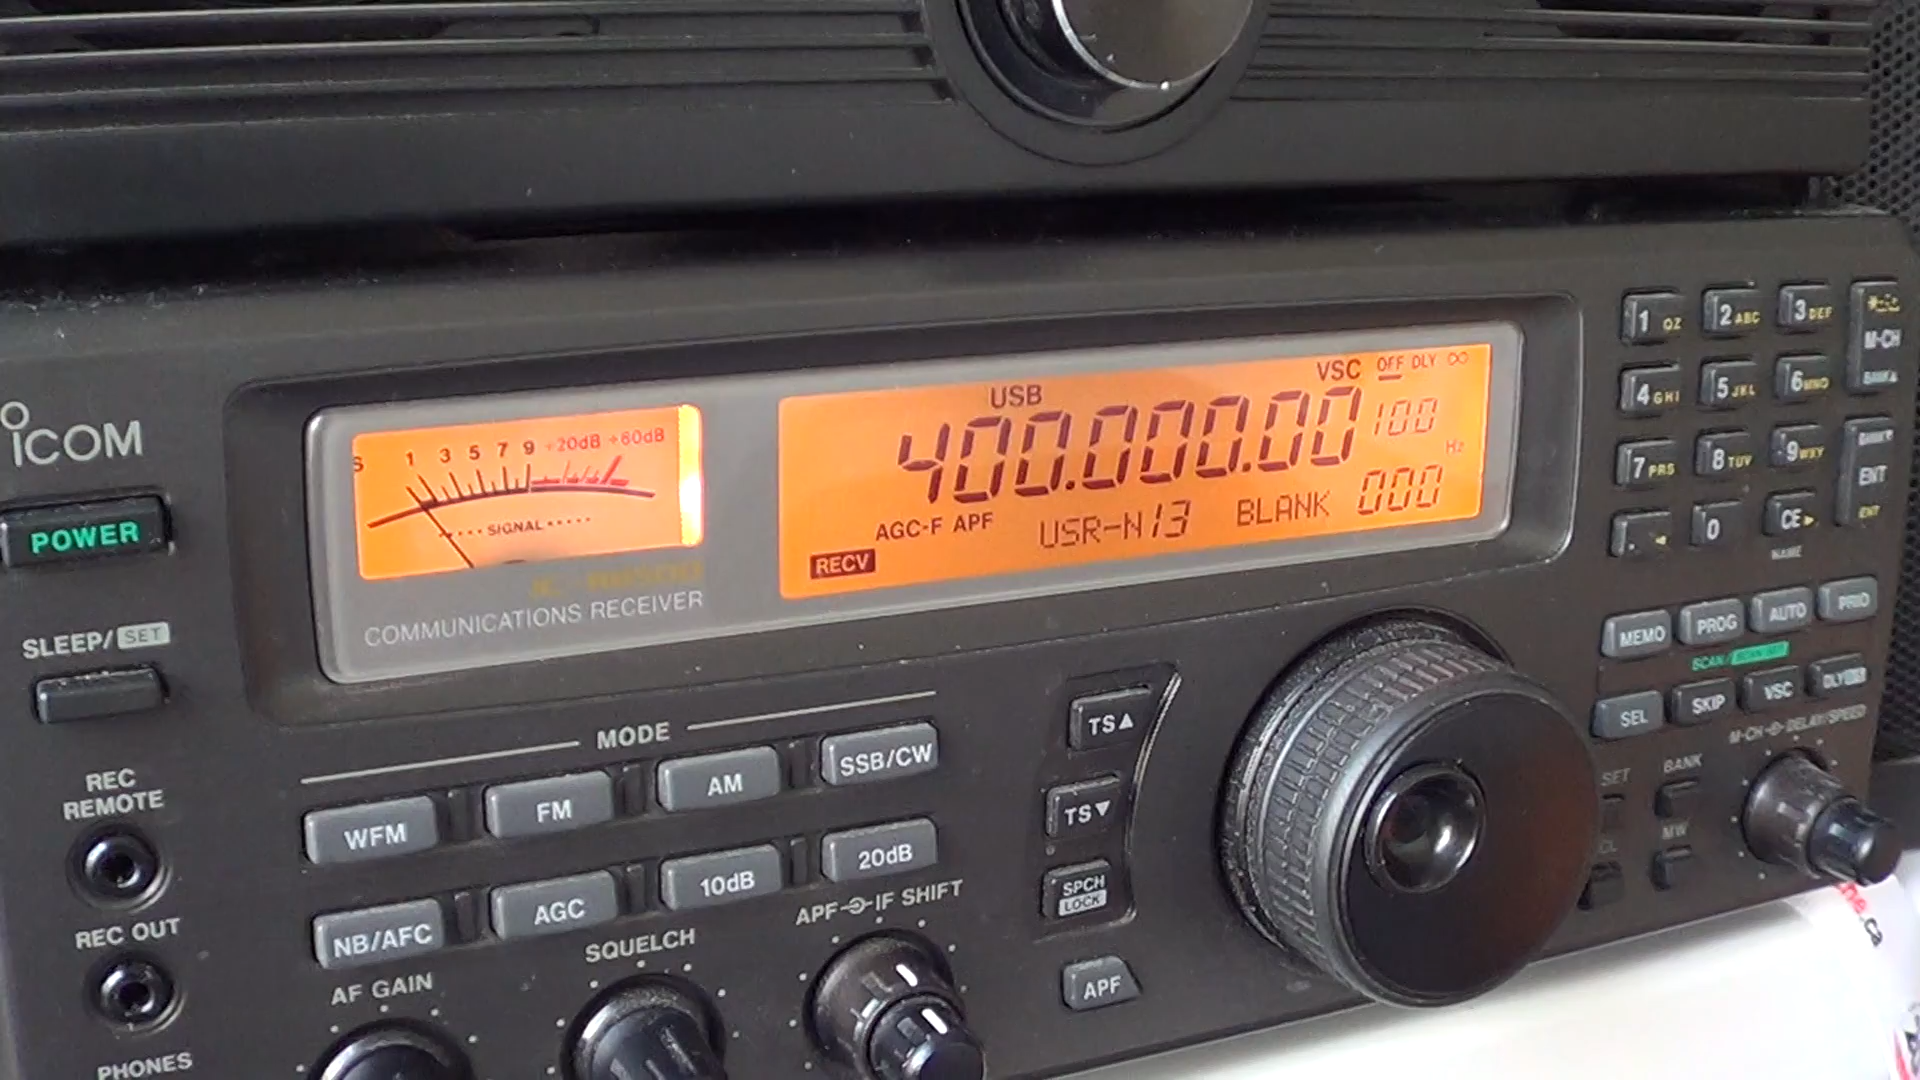 ICOM
POWER
SLEEP/SET
REC
REMOTE
REC OUT
PHONES
S 1 3 5 7 9 +20dB +60dB
SIGNAL
COMMUNICATIONS RECEIVER
USB
VSC OFF DLY ∞
400.000.00 100
Hz
AGC-F APF
USR-N13 BLANK 000
RECV
MODE
WFM FM AM SSB/CW
NB/AFC AGC 10dB 20dB
AF GAIN
SQUELCH
APF IF SHIFT
TS▲
TS▼
SPCH
LOCK
APF
1 QZ 2 ABC 3 DEF
M-CH
4 GHI 5 JKL 6 MNO
7 PRS 8 TUV 9 WXY
ENT
. 0 CE
ENT
NAME
MEMO PROG AUTO PRIO
SCAN/
SEL SKIP VSC DLY
M-CH DELAY/SPEED
SET
BANK
MW